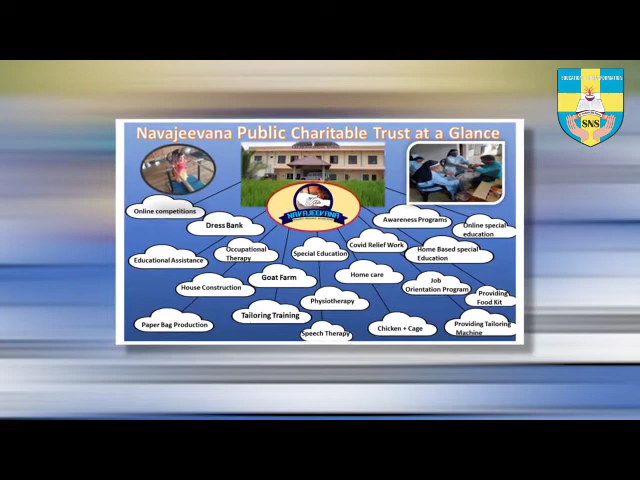 SNS
Navajeevana Public Charitable Trust at a Glance
NAVAJEEVANA
Online competitions
Dress Bank
Awareness Programs
Online special
education
Educational Assistance
Occupational
Therapy
Special Education
Covid Relief Work
Home Based special
Education
House Construction
Goat Farm
Home care
Job
Orientation Program
Providing
Food Kit
Physiotherapy
Paper Bag Production
Tailoring Training
Speech Therapy
Chicken + Cage
Providing Tailoring
Machine